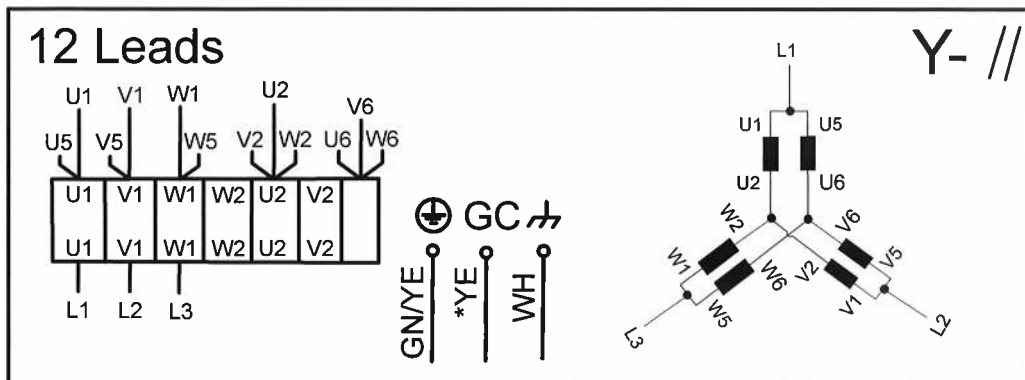 12 Leads
Y- //
U1 V1 W1 U2 V6
U5 V5 W5 V2 W2 U6 W6
U1 V1 W1 W2 U2 V2
U1 V1 W1 W2 U2 V2
L1 L2 L3
GC
GN/YE *YE WH
L1
U1 U5
U2 U6
W2 V6
W1 W6 V2 V5
W5 V1
L3 L2